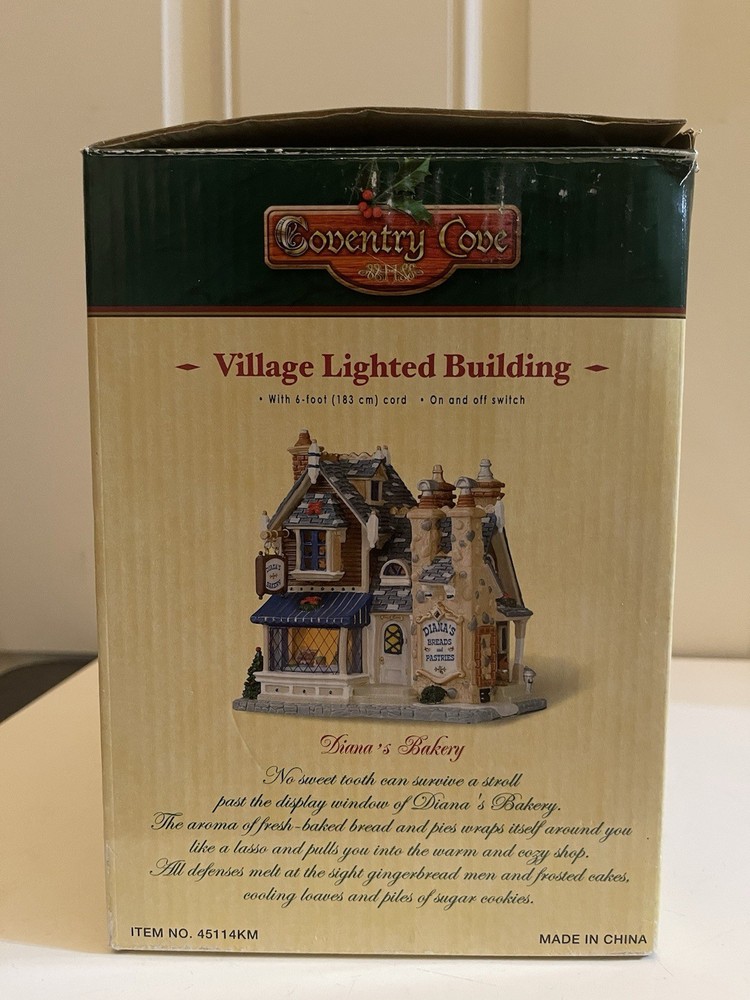 Coventry Cove
Village Lighted Building
• With 6-foot (183 cm) cord • On and off switch
DIANA'S
BAKERY
DIANA'S
BREADS
and
PASTRIES
Diana's Bakery
No sweet tooth can survive a stroll
past the display window of Diana's Bakery.
The aroma of fresh-baked bread and pies wraps itself around you
like a lasso and pulls you into the warm and cozy shop.
All defenses melt at the sight gingerbread men and frosted cakes,
cooling loaves and piles of sugar cookies.
ITEM NO. 45114KM
MADE IN CHINA